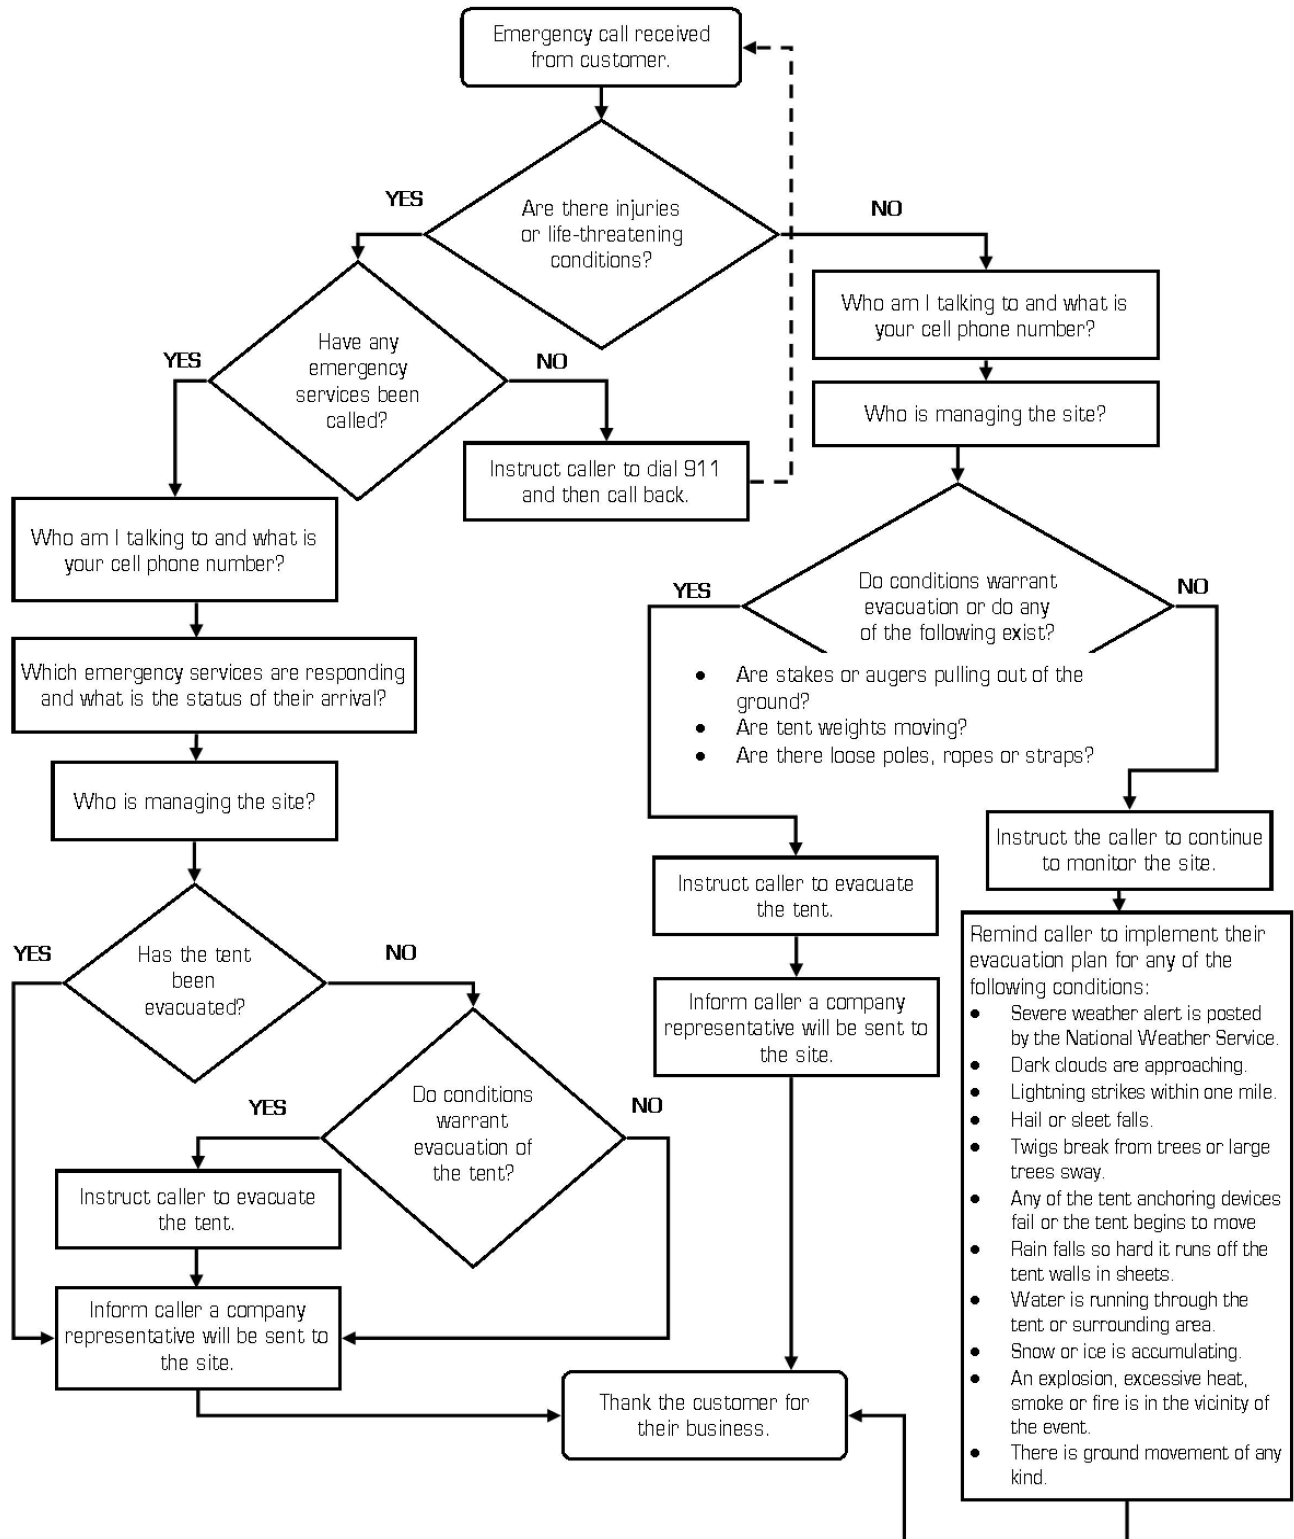 Emergency call received
from customer.
Are there injuries
or life-threatening
conditions?
YES
NO
Have any
emergency
services been
called?
YES
NO
Instruct caller to dial 911
and then call back.
Who am I talking to and what is
your cell phone number?
Which emergency services are responding
and what is the status of their arrival?
Who is managing the site?
Has the tent
been
evacuated?
YES
NO
Do conditions
warrant
evacuation of
the tent?
YES
NO
Instruct caller to evacuate
the tent.
Inform caller a company
representative will be sent to
the site.
Who am I talking to and what is
your cell phone number?
Who is managing the site?
Do conditions warrant
evacuation or do any
of the following exist?
• Are stakes or augers pulling out of the
ground?
• Are tent weights moving?
• Are there loose poles, ropes or straps?
YES
NO
Instruct caller to evacuate
the tent.
Inform caller a company
representative will be sent to
the site.
Instruct the caller to continue
to monitor the site.
Remind caller to implement their
evacuation plan for any of the
following conditions:
• Severe weather alert is posted
by the National Weather Service.
• Dark clouds are approaching.
• Lightning strikes within one mile.
• Hail or sleet falls.
• Twigs break from trees or large
trees sway.
• Any of the tent anchoring devices
fail or the tent begins to move
• Rain falls so hard it runs off the
tent walls in sheets.
• Water is running through the
tent or surrounding area.
• Snow or ice is accumulating.
• An explosion, excessive heat,
smoke or fire is in the vicinity of
the event.
• There is ground movement of any
kind.
Thank the customer for
their business.